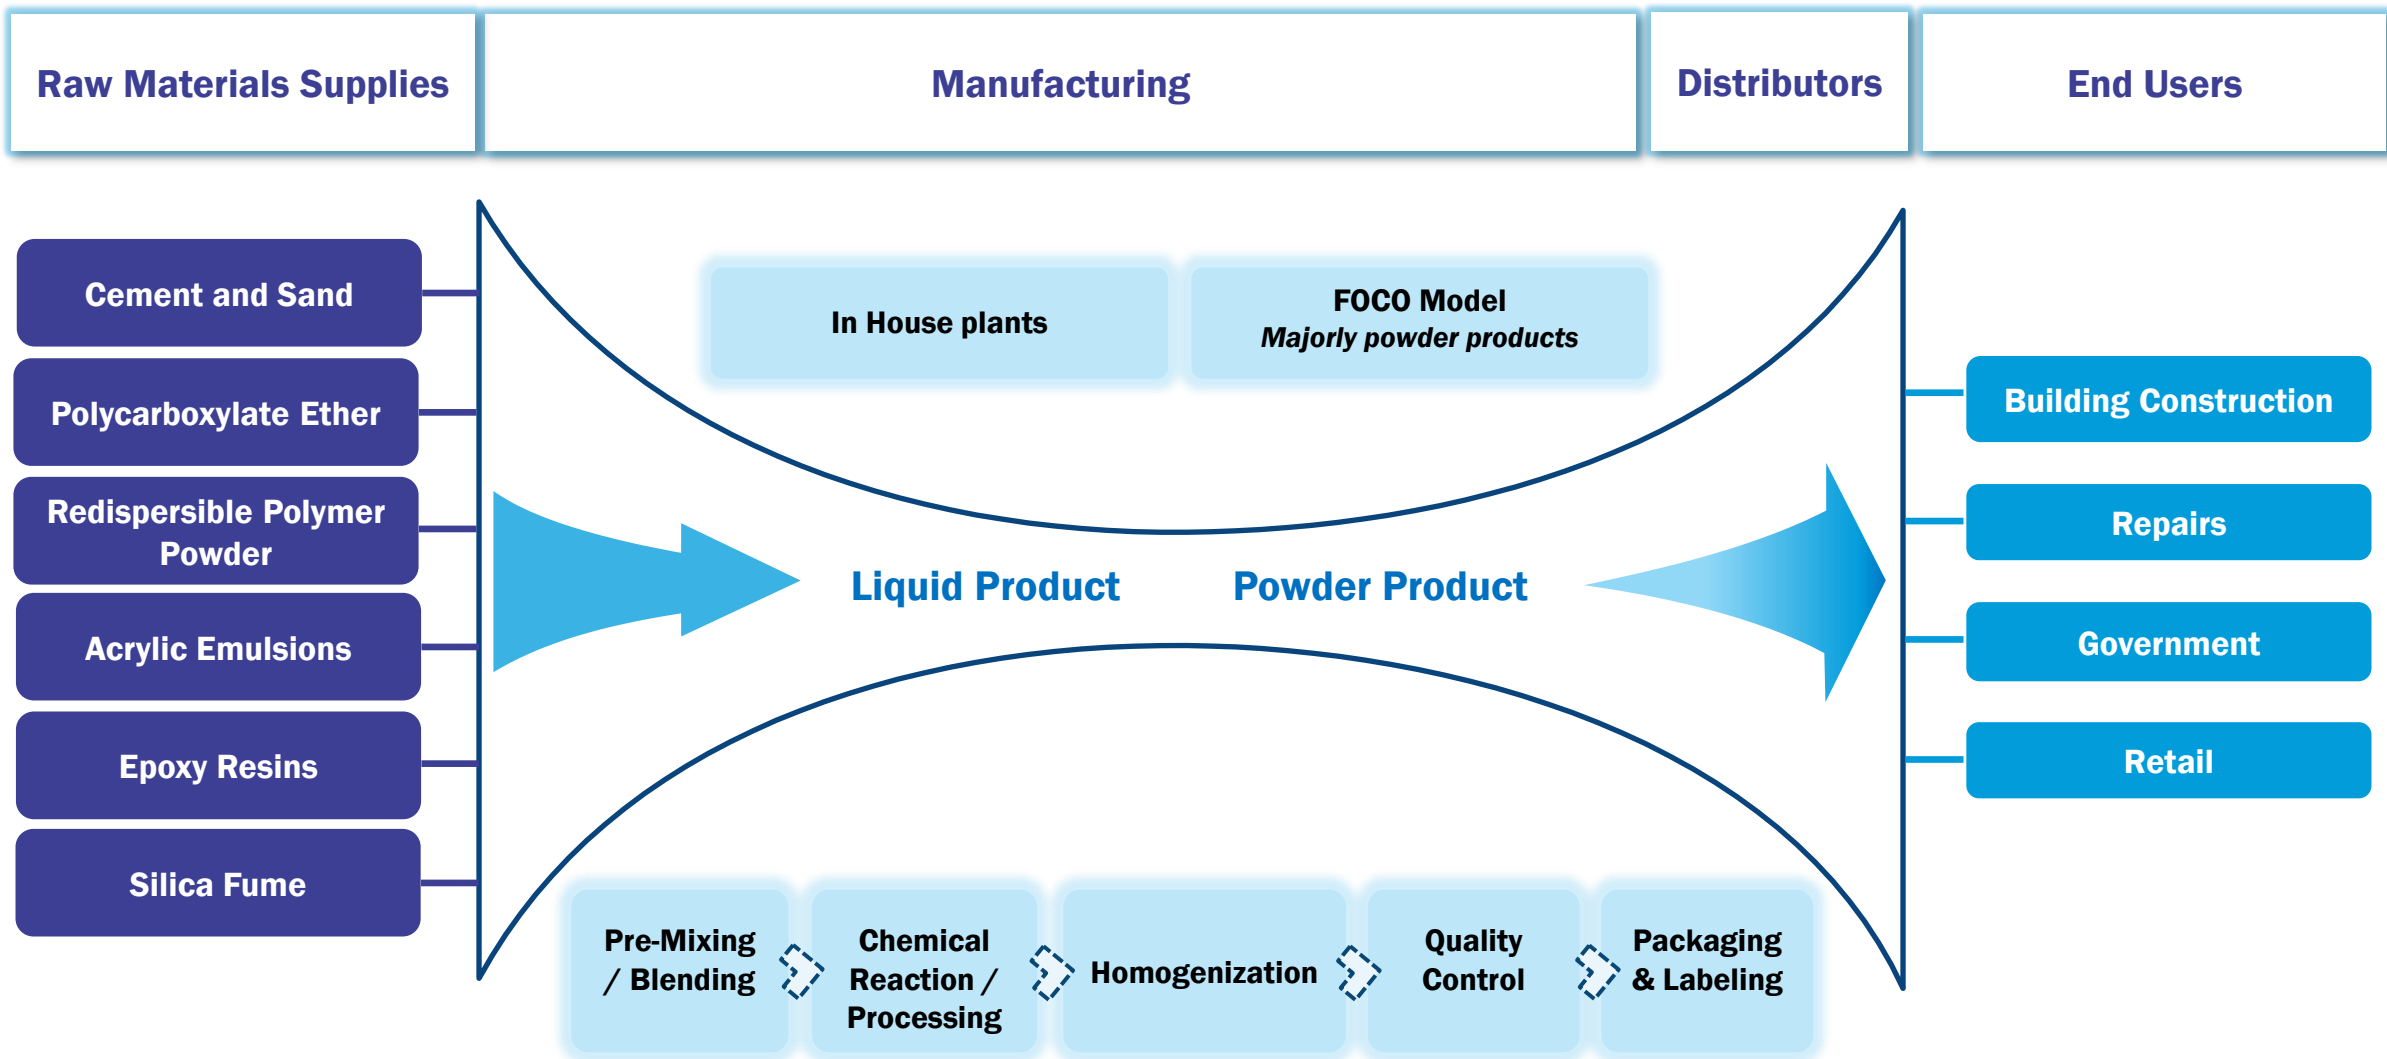 Raw Materials Supplies
Manufacturing
Distributors
End Users
Cement and Sand
Polycarboxylate Ether
Redispersible Polymer
Powder
Acrylic Emulsions
Epoxy Resins
Silica Fume
In House plants
FOCO Model
Majorly powder products
Liquid Product
Powder Product
Pre-Mixing
/ Blending
Chemical
Reaction /
Processing
Homogenization
Quality
Control
Packaging
& Labeling
Building Construction
Repairs
Government
Retail